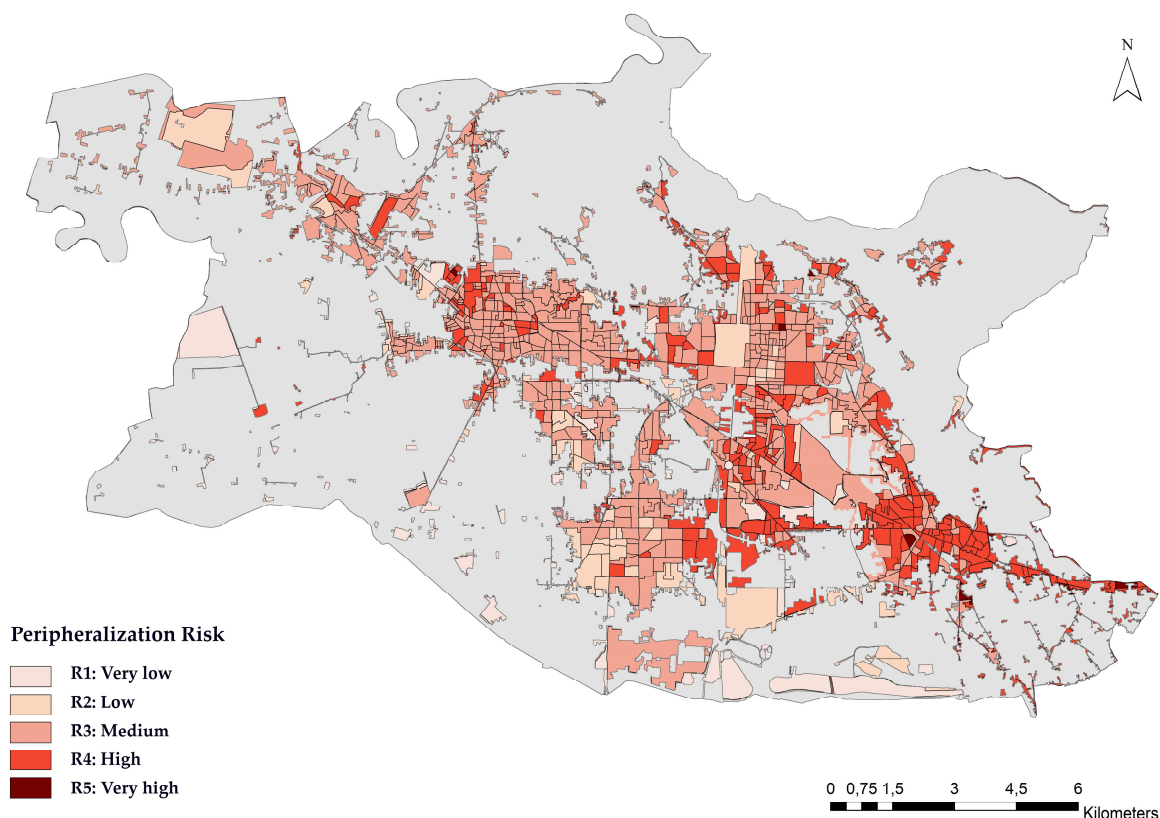 N
Peripheralization Risk
R1: Very low
R2: Low
R3: Medium
R4: High
R5: Very high
0 0,75 1,5 3 4,5 6
Kilometers